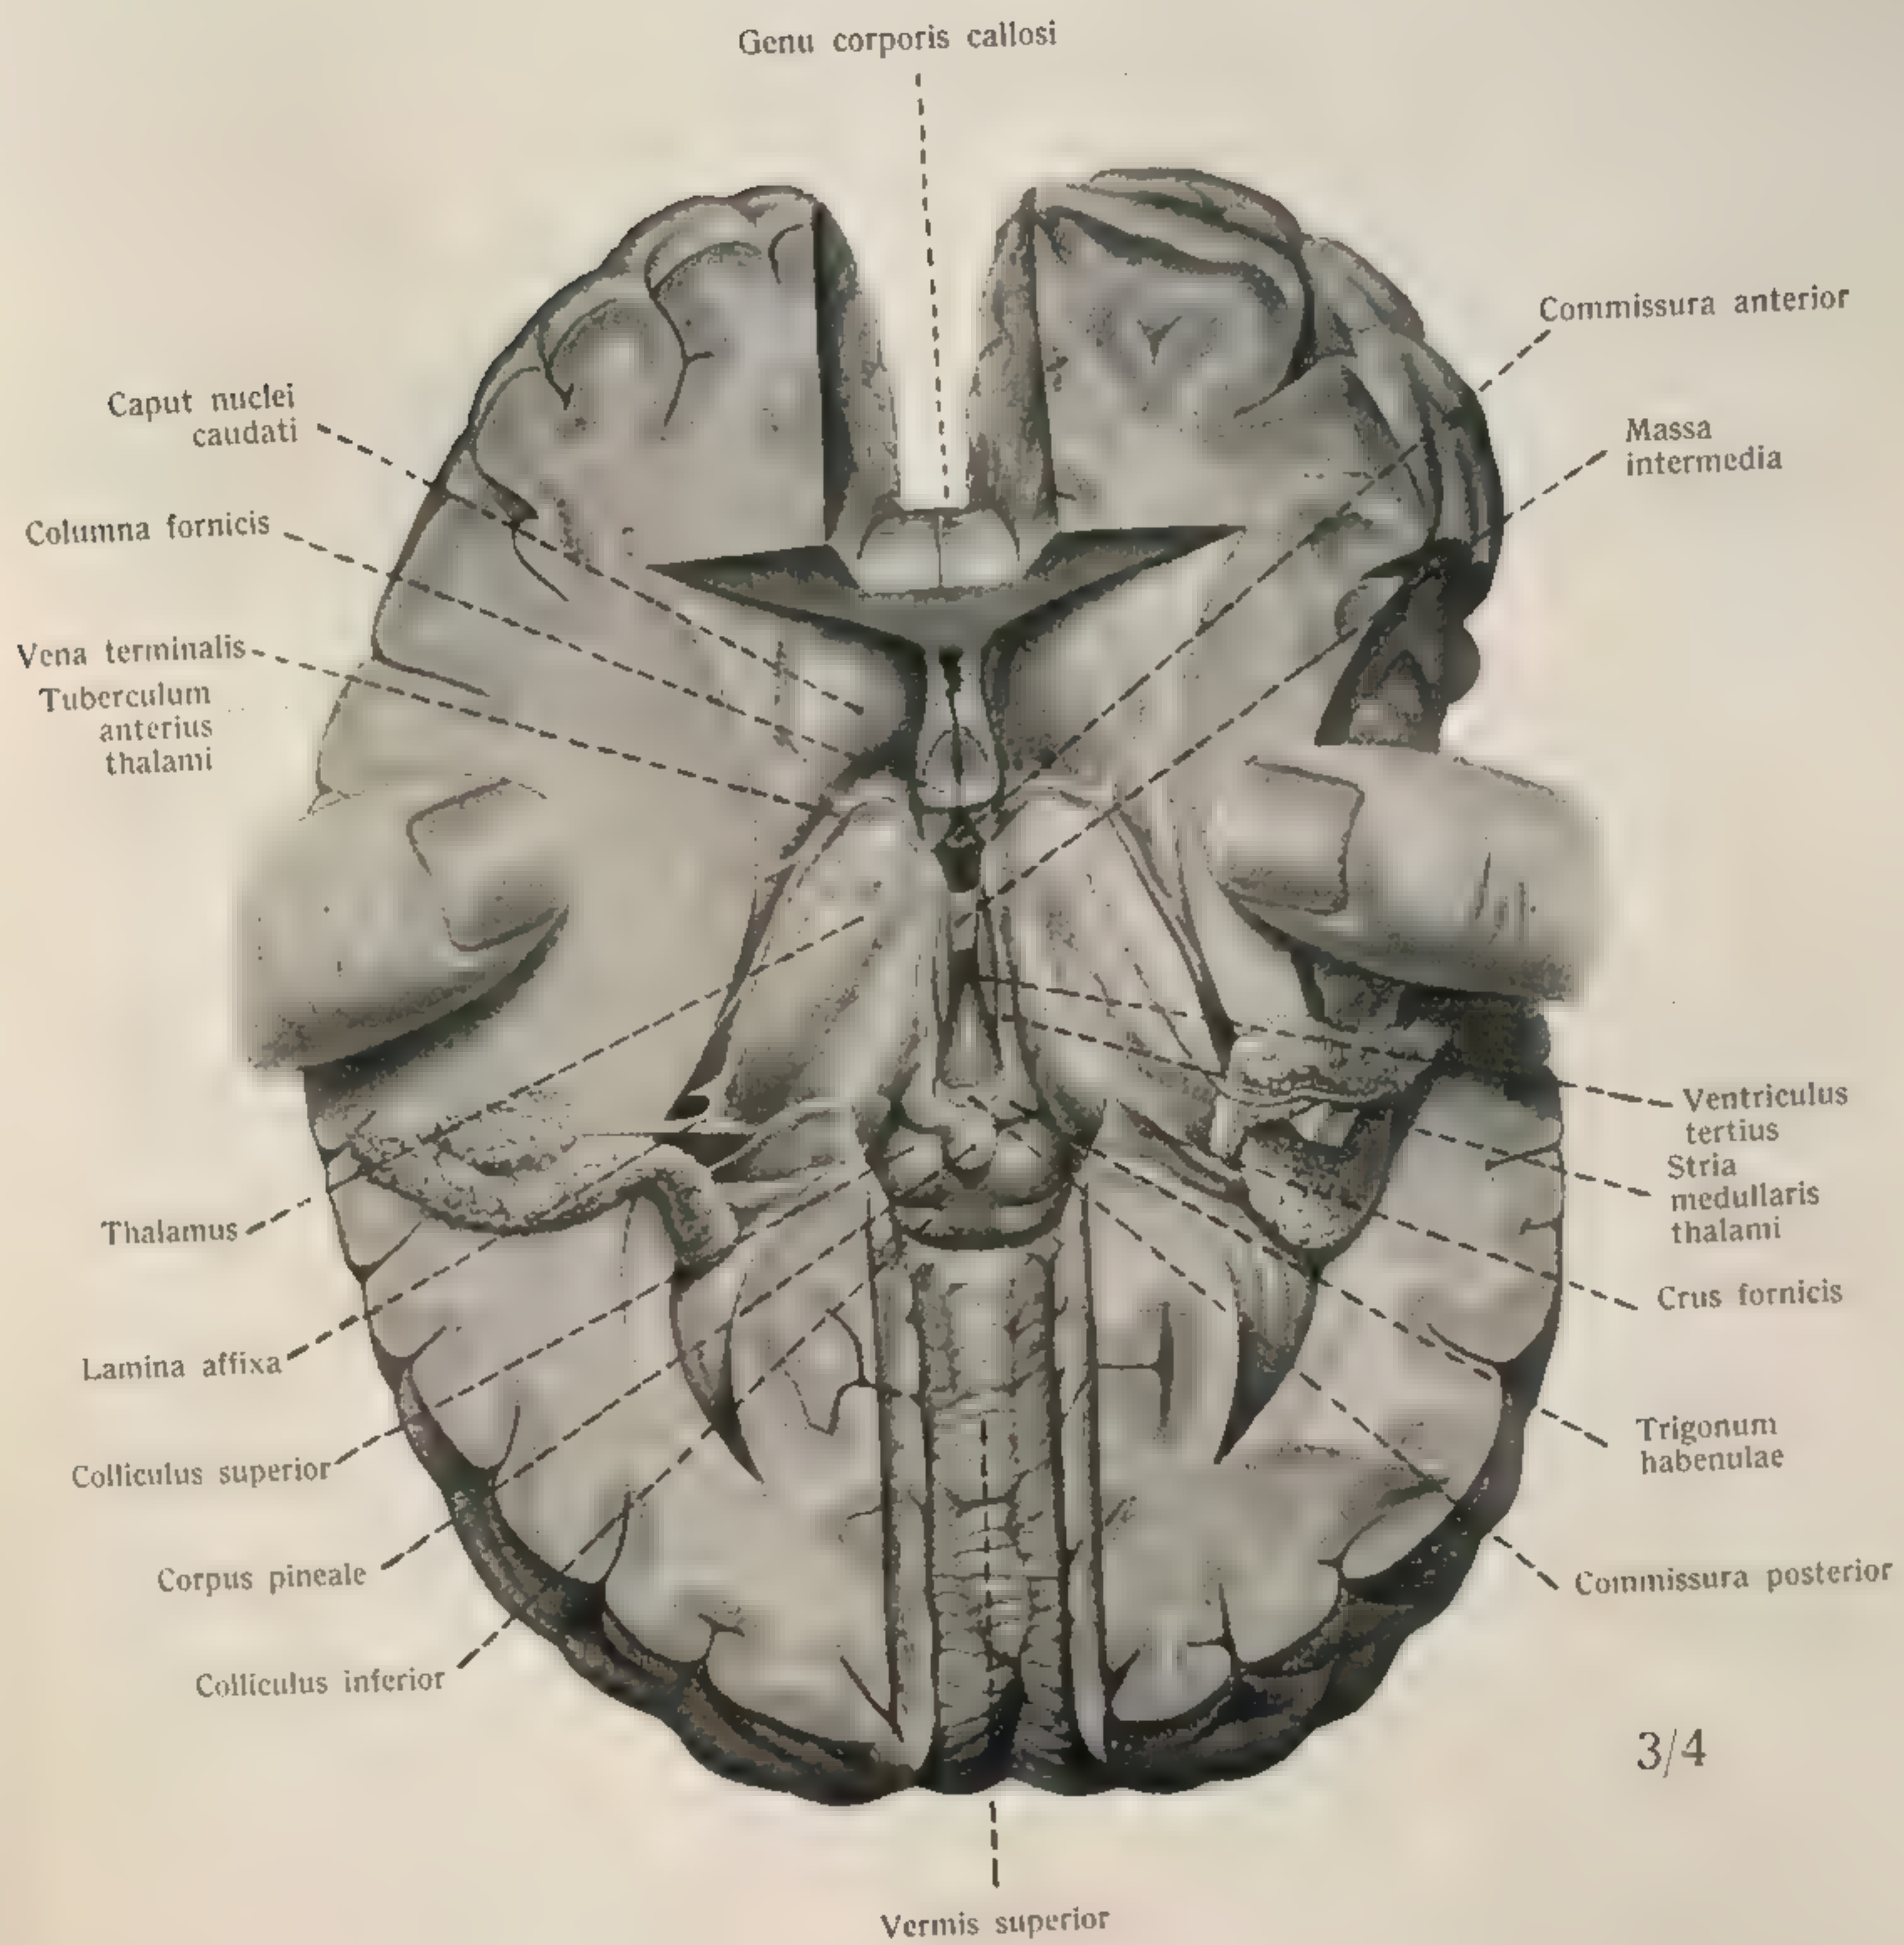 Genu corporis callosi
Caput nuclei
caudati
Columna fornicis
Vena terminalis
Tuberculum
anterius
thalami
Thalamus
Lamina affixa
Colliculus superior
Corpus pineale
Colliculus inferior
Commissura anterior
Massa
intermedia
Ventriculus
tertius
Stria
medullaris
thalami
Crus fornicis
Trigonum
habenulae
Commissura posterior
3/4
Vermis superior